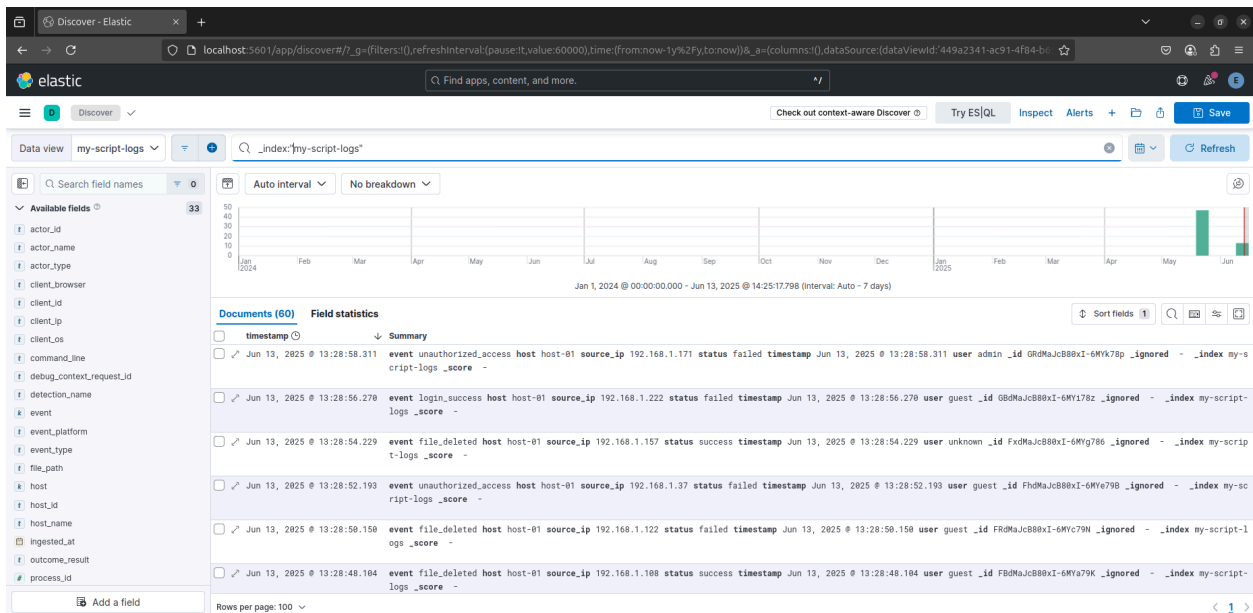 Discover - Elastic
localhost:5601/app/discover#/?_g=(filters:!(),refreshInterval:(pause:!t,value:60000),time:(from:now-1y%2Fy,to:now))&_a=(columns:!(),dataSource:(dataViewId:'449a2341-ac91-4f84-b
elastic
Find apps, content, and more. ^/ E
D Discover Check out context-aware Discover Try ES|QL Inspect Alerts Save
Data view my-script-logs _index:"my-script-logs" Refresh
Search field names 0 Auto interval No breakdown
Available fields 33
actor_id
actor_name
actor_type
client_browser
client_id
client_ip
client_os
command_line
debug_context_request_id
detection_name
event
event_platform
event_type
file_path
host
host_id
host_name
ingested_at
outcome_result
process_id
Add a field
50
40
30
20
10
0
Jan 2024 Feb Mar Apr May Jun Jul Aug Sep Oct Nov Dec Jan 2025 Feb Mar Apr May Jun
Jan 1, 2024 @ 00:00:00.000 - Jun 13, 2025 @ 14:25:17.798 (interval: Auto - 7 days)
Documents (60) Field statistics Sort fields 1
timestamp Summary
Jun 13, 2025 @ 13:28:58.311 event unauthorized_access host host-01 source_ip 192.168.1.171 status failed timestamp Jun 13, 2025 @ 13:28:58.311 user admin _id GRdMaJcB80xI-6MYk78p _ignored - _index my-s
cript-logs _score -
Jun 13, 2025 @ 13:28:56.270 event login_success host host-01 source_ip 192.168.1.222 status failed timestamp Jun 13, 2025 @ 13:28:56.270 user guest _id GBdMaJcB80xI-6MYi78z _ignored - _index my-script-
logs _score -
Jun 13, 2025 @ 13:28:54.229 event file_deleted host host-01 source_ip 192.168.1.157 status success timestamp Jun 13, 2025 @ 13:28:54.229 user unknown _id FxdMaJcB80xI-6MYg786 _ignored - _index my-scrip
t-logs _score -
Jun 13, 2025 @ 13:28:52.193 event unauthorized_access host host-01 source_ip 192.168.1.37 status failed timestamp Jun 13, 2025 @ 13:28:52.193 user guest _id FhdMaJcB80xI-6MYe79B _ignored - _index my-sc
ript-logs _score -
Jun 13, 2025 @ 13:28:50.150 event file_deleted host host-01 source_ip 192.168.1.122 status failed timestamp Jun 13, 2025 @ 13:28:50.150 user guest _id FRdMaJcB80xI-6MYc79N _ignored - _index my-script-l
ogs _score -
Jun 13, 2025 @ 13:28:48.104 event file_deleted host host-01 source_ip 192.168.1.108 status success timestamp Jun 13, 2025 @ 13:28:48.104 user guest _id FBdMaJcB80xI-6MYa79K _ignored - _index my-script-
logs _score -
Rows per page: 100 1